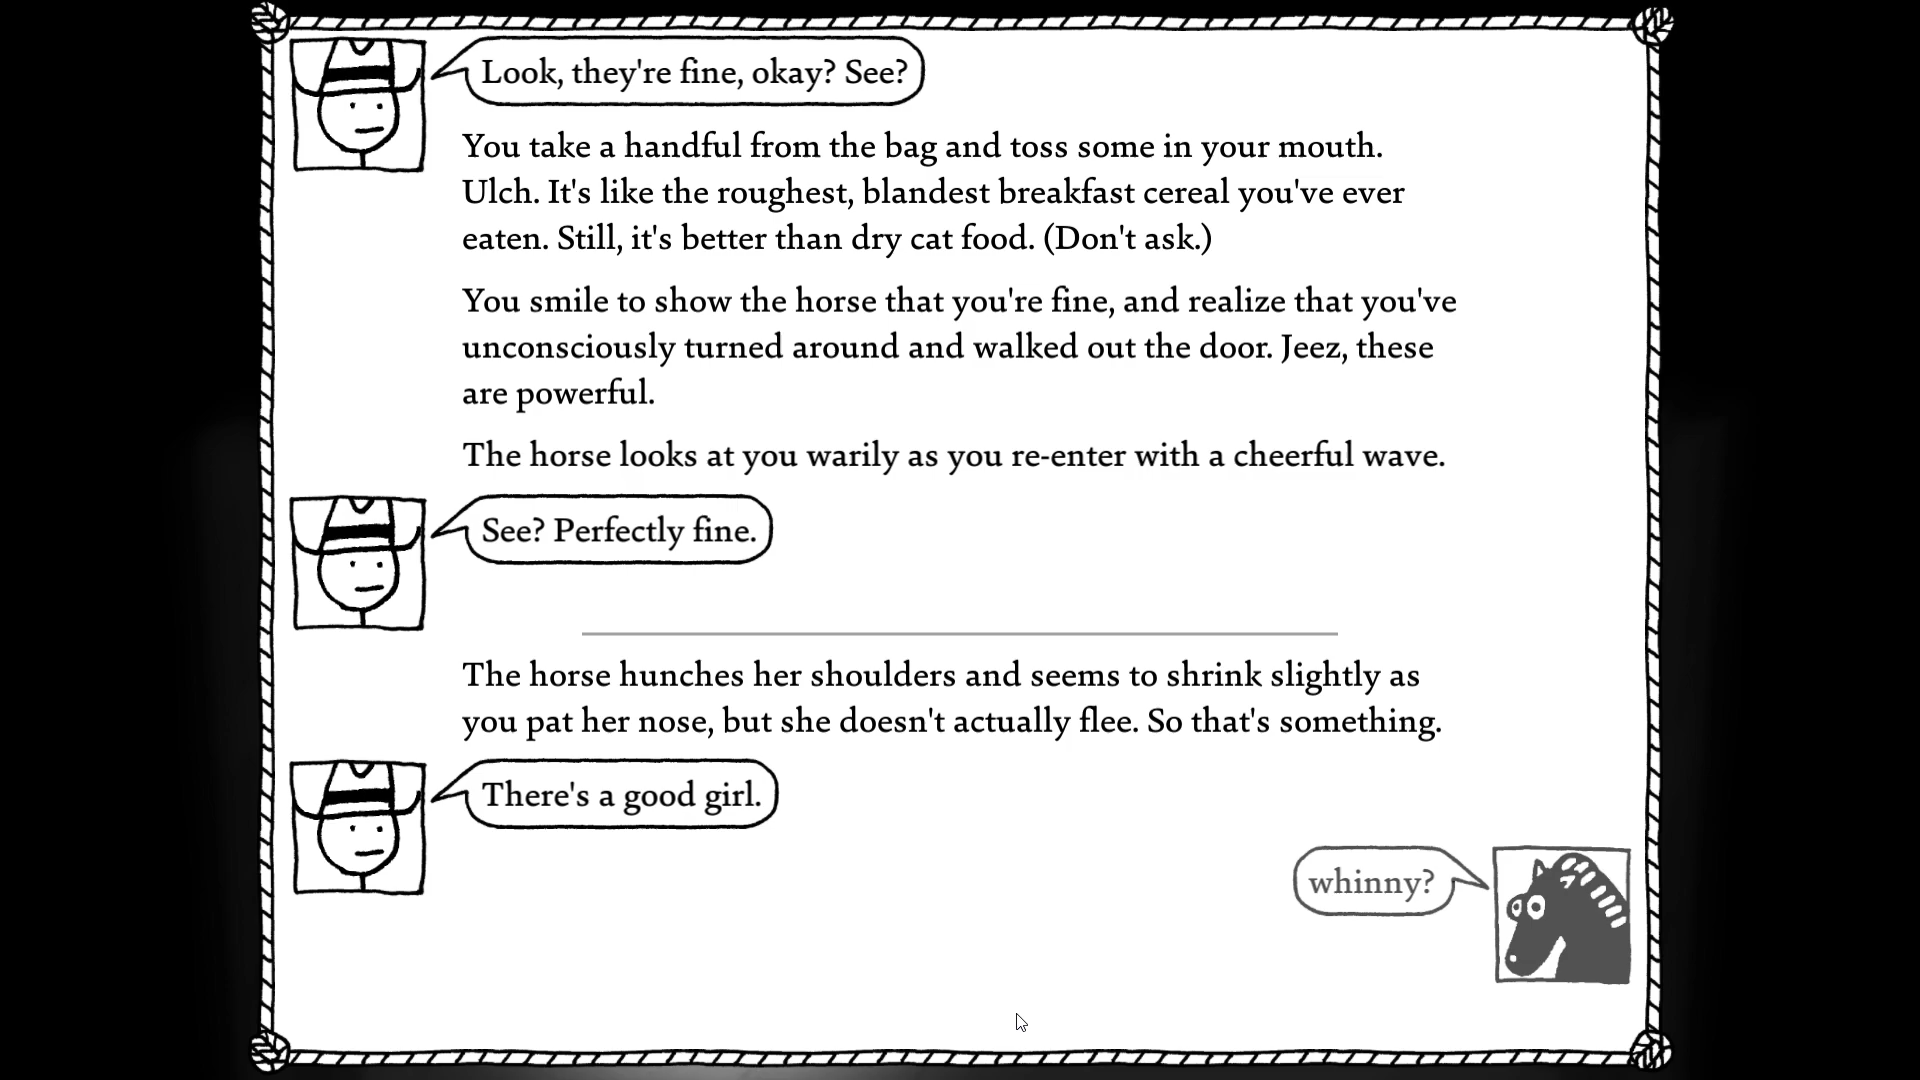 Look, they're fine, okay? See?
You take a handful from the bag and toss some in your mouth.
Ulch. It's like the roughest, blandest breakfast cereal you've ever
eaten. Still, it's better than dry cat food. (Don't ask.)
You smile to show the horse that you're fine, and realize that you've
unconsciously turned around and walked out the door. Jeez, these
are powerful.
The horse looks at you warily as you re-enter with a cheerful wave.
See? Perfectly fine.
The horse hunches her shoulders and seems to shrink slightly as
you pat her nose, but she doesn't actually flee. So that's something.
There's a good girl.
whinny?